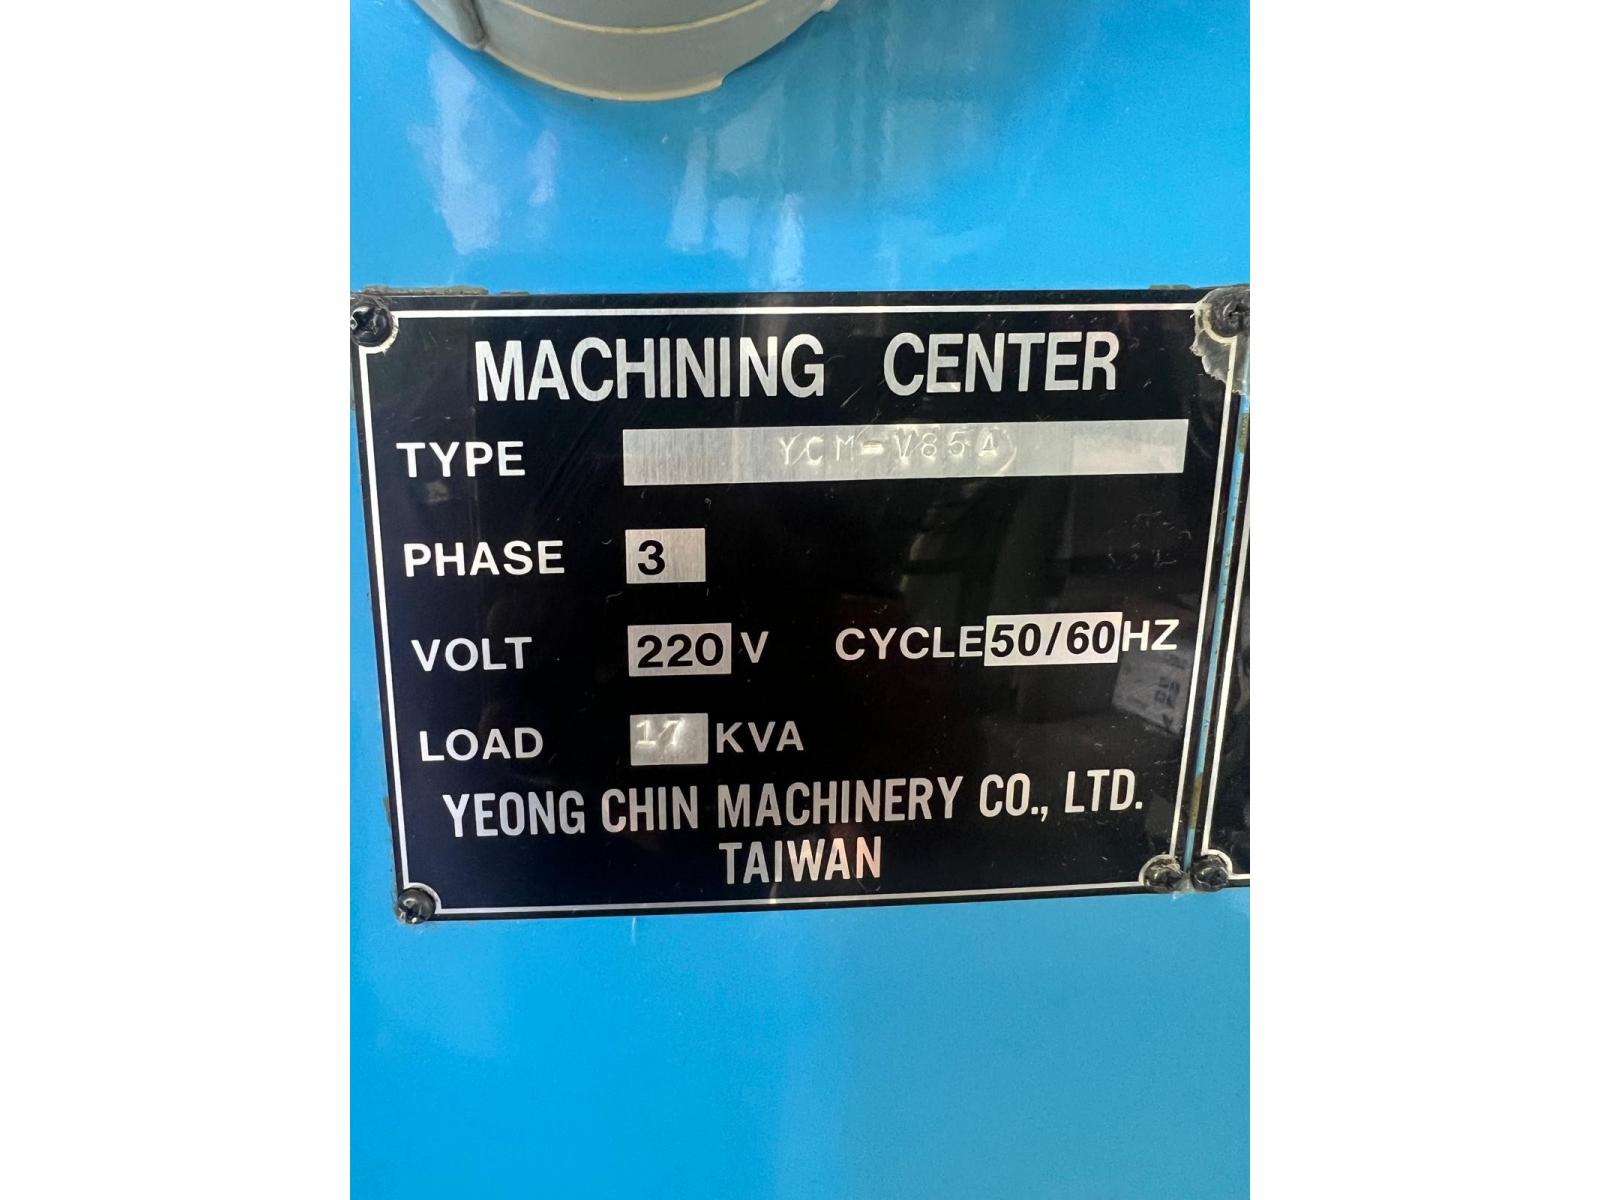 MACHINING CENTER
TYPE YCM-V85A
PHASE 3
VOLT 220 V CYCLE 50/60 HZ
LOAD 17 KVA
YEONG CHIN MACHINERY CO., LTD.
TAIWAN